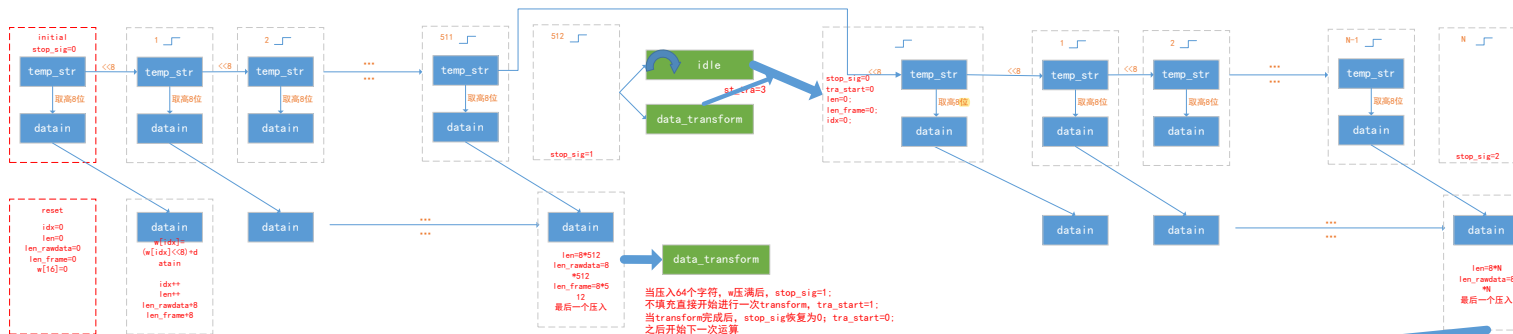 initial
stop_sig=0
temp_str
取高8位
datain
<<8
1
temp_str
取高8位
datain
<<8
2
temp_str
取高8位
datain
•••
•••
511
temp_str
取高8位
datain
512
stop_sig=1
idle
st_tra=3
data_transform
stop_sig=0
tra_start=0
len=0;
len_frame=0;
idx=0;
<<8
temp_str
取高8位
datain
<<8
1
temp_str
取高8位
datain
<<8
2
temp_str
取高8位
datain
•••
•••
N-1
temp_str
取高8位
datain
N
stop_sig=2
reset
idx=0
len=0
len_rawdata=0
len_frame=0
w[16]=0
datain
w[idx]=
(w[idx]<<8)+d
atain
idx++
len++
len_rawdata+8
len_frame+8
datain
•••
•••
datain
len=8*512
len_rawdata=8
*512
len_frame=8*5
12
最后一个压入
data_transform
当压入64个字符，w压满后，stop_sig=1;
不填充直接开始进行一次transform，tra_start=1;
当transform完成后，stop_sig恢复为0；tra_start=0;
之后开始下一次运算
datain
datain
•••
•••
datain
len=8*N
len_rawdata=8
*N
最后一个压入